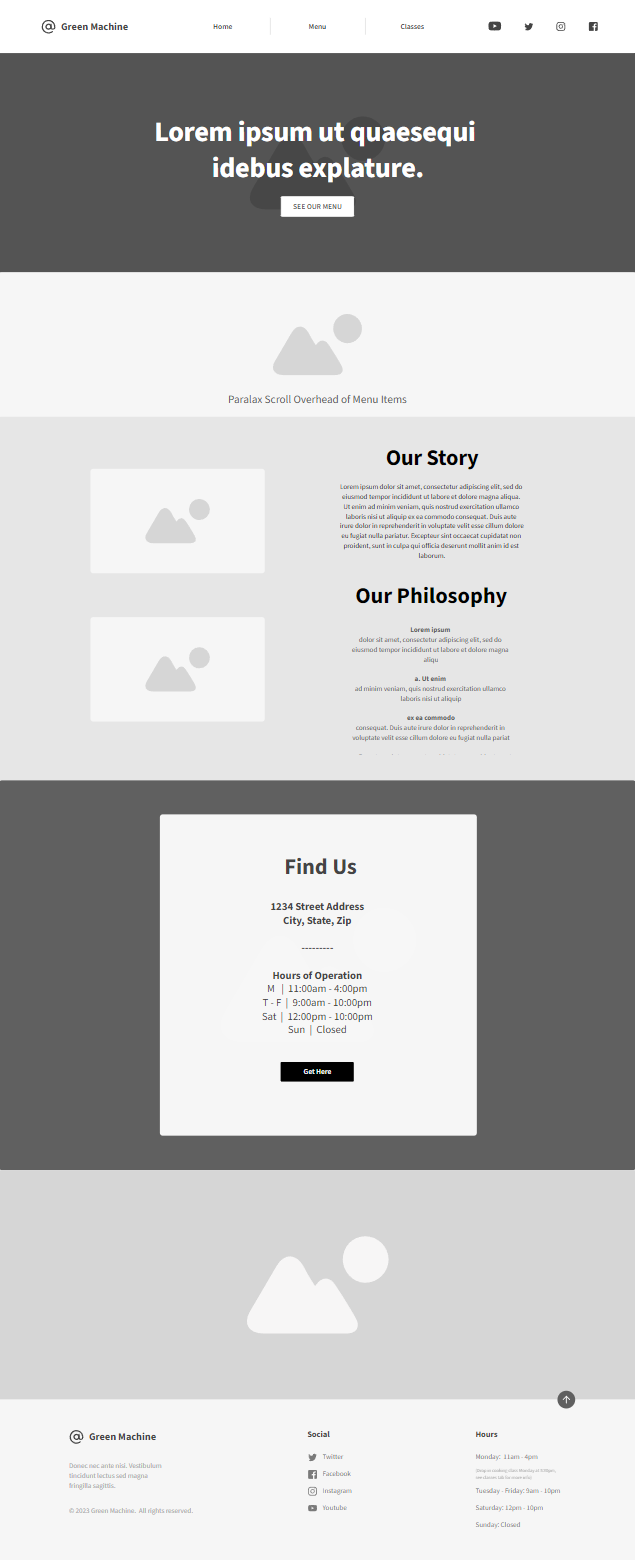 Green Machine
Home
Menu
Classes
Lorem ipsum ut quaesequi
idebus explature.
SEE OUR MENU
Paralax Scroll Overhead of Menu Items
Our Story
Lorem ipsum dolor sit amet, consectetur adipiscing elit, sed do
eiusmod tempor incididunt ut labore et dolore magna aliqua.
Ut enim ad minim veniam, quis nostrud exercitation ullamco
laboris nisi ut aliquip ex ea commodo consequat. Duis aute
irure dolor in reprehenderit in voluptate velit esse cillum dolore
eu fugiat nulla pariatur. Excepteur sint occaecat cupidatat non
proident, sunt in culpa qui officia deserunt mollit anim id est
laborum.
Our Philosophy
Lorem ipsum
dolor sit amet, consectetur adipiscing elit, sed do
eiusmod tempor incididunt ut labore et dolore magna
aliqu
a. Ut enim
ad minim veniam, quis nostrud exercitation ullamco
laboris nisi ut aliquip
ex ea commodo
consequat. Duis aute irure dolor in reprehenderit in
voluptate velit esse cillum dolore eu fugiat nulla pariat
Find Us
1234 Street Address
City, State, Zip
---------
Hours of Operation
M | 11:00am - 4:00pm
T - F | 9:00am - 10:00pm
Sat | 12:00pm - 10:00pm
Sun | Closed
Get Here
Green Machine
Donec nec ante nisl. Vestibulum
tincidunt lectus sed magna
fringilla sagittis.
© 2023 Green Machine. All rights reserved.
Social
Twitter
Facebook
Instagram
Youtube
Hours
Monday: 11am - 4pm
Tuesday - Friday: 9am - 10pm
Saturday: 12pm - 10pm
Sunday: Closed